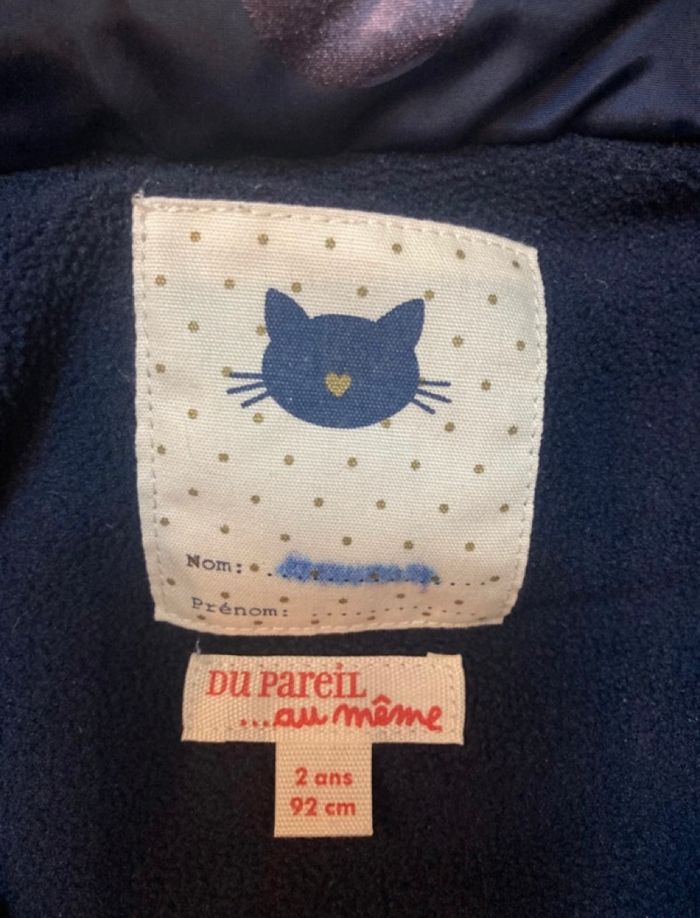 Nom:
Prénom:
DU PAREIL
...au même
2 ans
92 cm